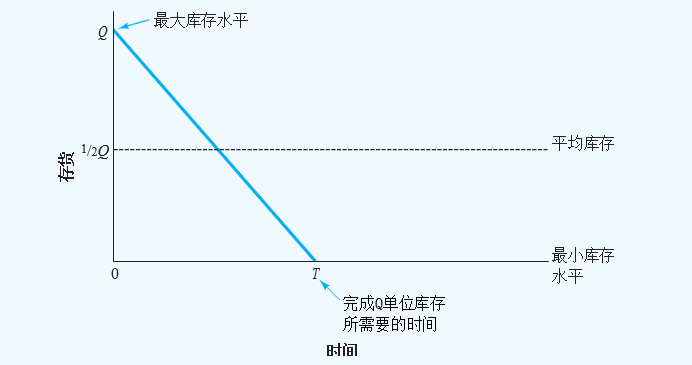 最大库存水平
Q
1/2Q
平均库存
存货
最小库存
水平
0
T
完成Q单位库存
所需要的时间
时间